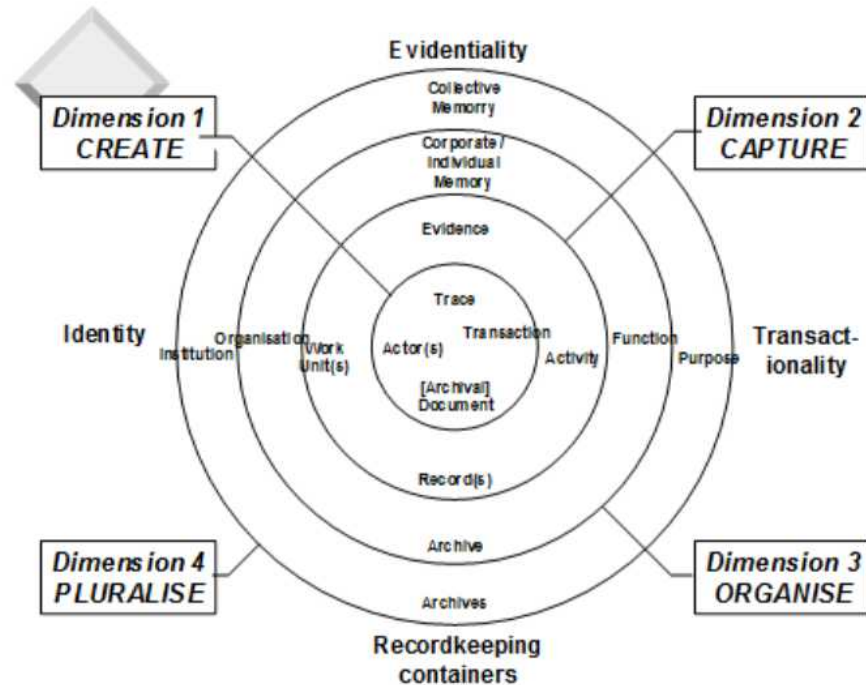 Evidentiality
Collective
Memorry
Dimension 1
CREATE
Dimension 2
CAPTURE
Corporate /
Individual
Memory
Evidence
Trace
Identity
Institution
Organisation
Work
Unit(s)
Actor(s)
Transaction
Activity
Function
Purpose
Transact-
ionality
[Archival]
Document
Record(s)
Archive
Archives
Dimension 4
PLURALISE
Dimension 3
ORGANISE
Recordkeeping
containers